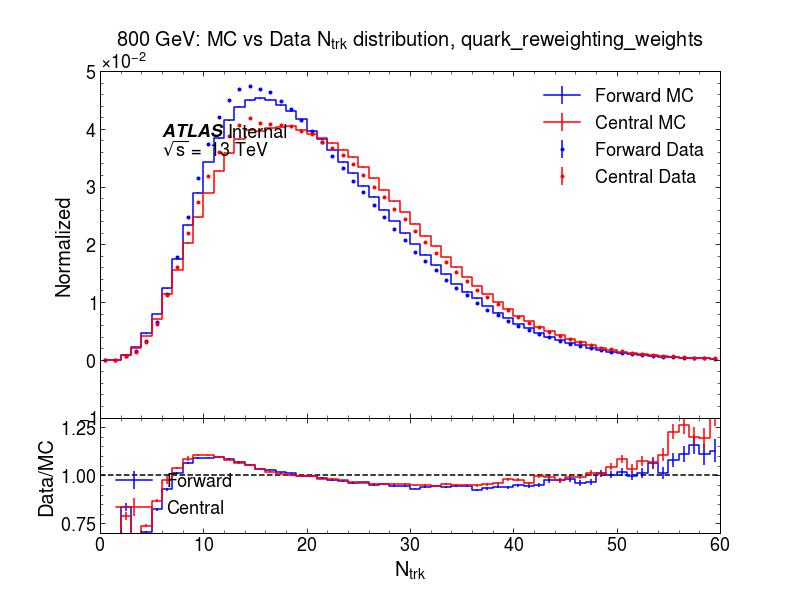 800 GeV: MC vs Data Ntrk distribution, quark_reweighting_weights
×10−2
5
4
3
2
1
0
−1
Normalized
ATLAS Internal
√s = 13 TeV
Forward MC
Central MC
Forward Data
Central Data
1.25
1.00
0.75
Data/MC
Forward
Central
0 10 20 30 40 50 60
Ntrk